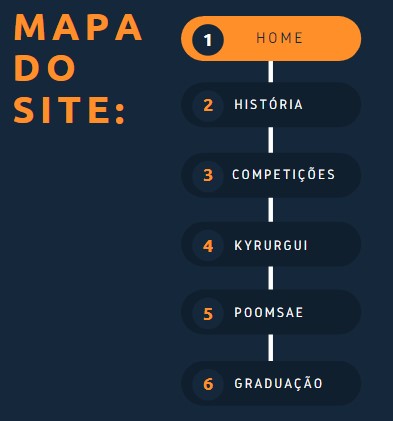 MAPA
DO
SITE:
1 HOME
2 HISTÓRIA
3 COMPETIÇÕES
4 KYRURGUI
5 POOMSAE
6 GRADUAÇÃO